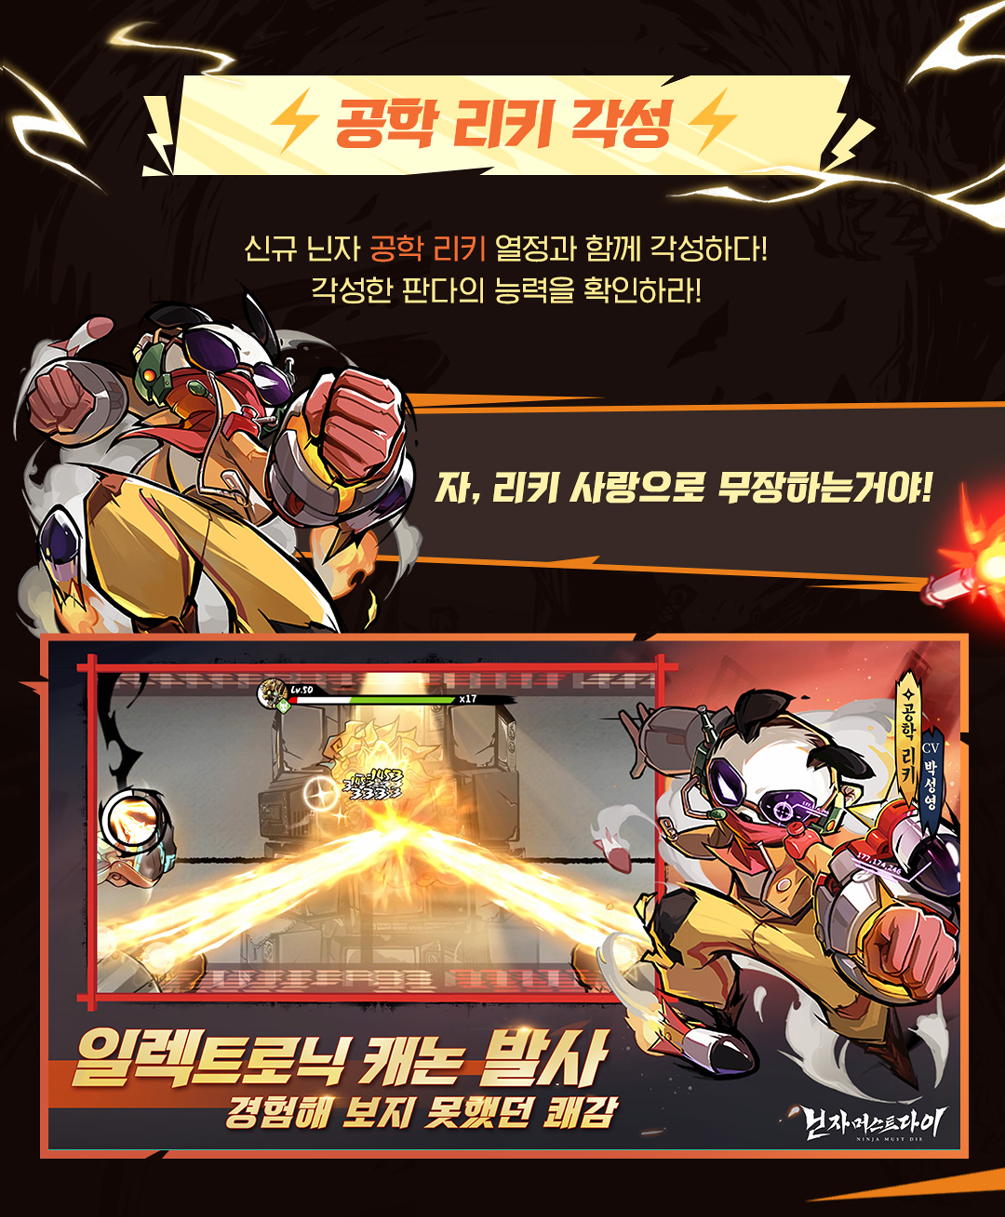 공학 리키 각성
신규 닌자 공학 리키 열정과 함께 각성하다!
각성한 판다의 능력을 확인하라!
자, 리키 사랑으로 무장하는거야!
Lv.50
x17
공학 리키
CV 박성영
177,174,246
일렉트로닉 캐논 발사
경험해 보지 못했던 쾌감
닌자머스트다이
NINJA MUST DIE